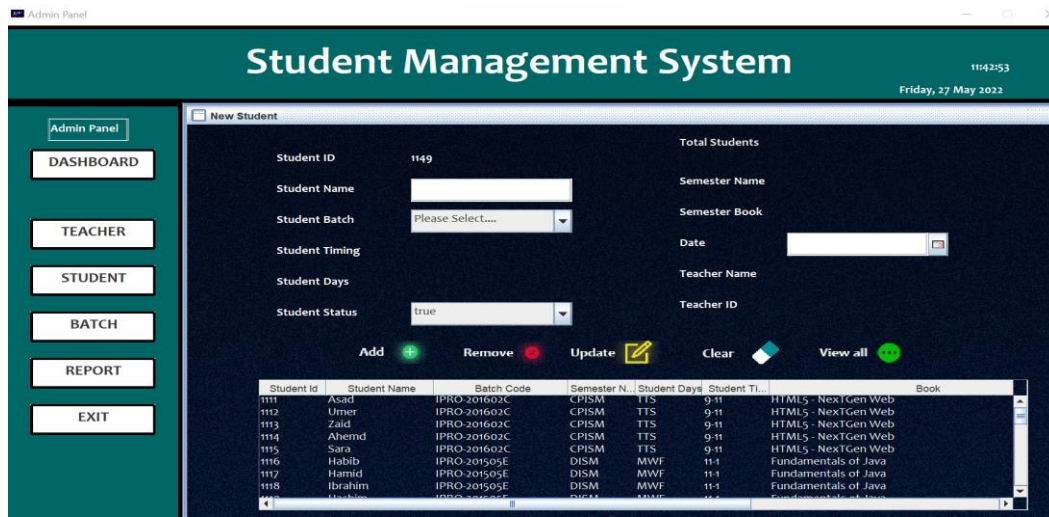 Admin Panel
Student Management System
11:42:53
Friday, 27 May 2022
Admin Panel
DASHBOARD
TEACHER
STUDENT
BATCH
REPORT
EXIT
New Student
Student ID 1149
Student Name
Student Batch Please Select....
Student Timing
Student Days
Student Status true
Total Students
Semester Name
Semester Book
Date
Teacher Name
Teacher ID
Add Remove Update Clear View all
Student Id Student Name Batch Code Semester N... Student Days Student Ti... Book
1111 Asad IPRO-201602C CPISM TTS 9-11 HTML5 - NexTGen Web
1112 Umer IPRO-201602C CPISM TTS 9-11 HTML5 - NexTGen Web
1113 Zaid IPRO-201602C CPISM TTS 9-11 HTML5 - NexTGen Web
1114 Ahemd IPRO-201602C CPISM TTS 9-11 HTML5 - NexTGen Web
1115 Sara IPRO-201602C CPISM TTS 9-11 HTML5 - NexTGen Web
1116 Habib IPRO-201505E DISM MWF 11-1 Fundamentals of Java
1117 Hamid IPRO-201505E DISM MWF 11-1 Fundamentals of Java
1118 Ibrahim IPRO-201505E DISM MWF 11-1 Fundamentals of Java